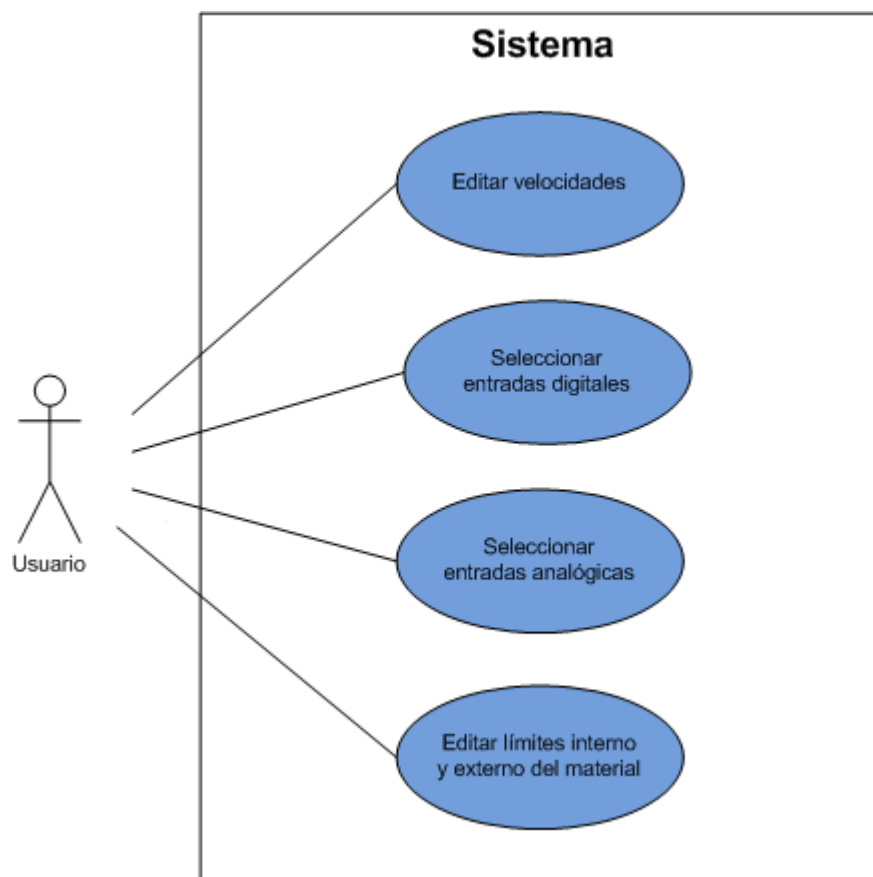 Sistema
Editar velocidades
Seleccionar
entradas digitales
Seleccionar
entradas analógicas
Usuario
Editar límites interno
y externo del material